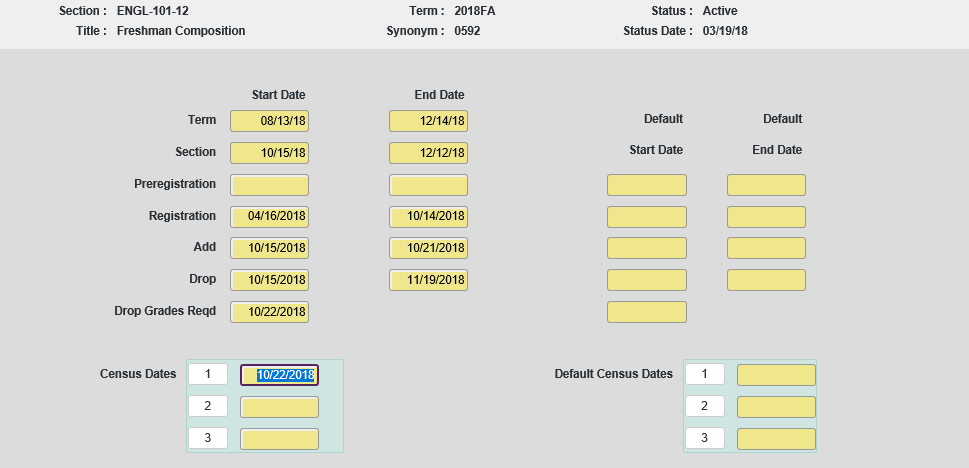 Section : ENGL-101-12 Term : 2018FA Status : Active
Title : Freshman Composition Synonym : 0592 Status Date : 03/19/18
Start Date End Date
Term 08/13/18 12/14/18 Default Default
Section 10/15/18 12/12/18 Start Date End Date
Preregistration
Registration 04/16/2018 10/14/2018
Add 10/15/2018 10/21/2018
Drop 10/15/2018 11/19/2018
Drop Grades Reqd 10/22/2018
Census Dates 1 10/22/2018 Default Census Dates 1
2 2
3 3